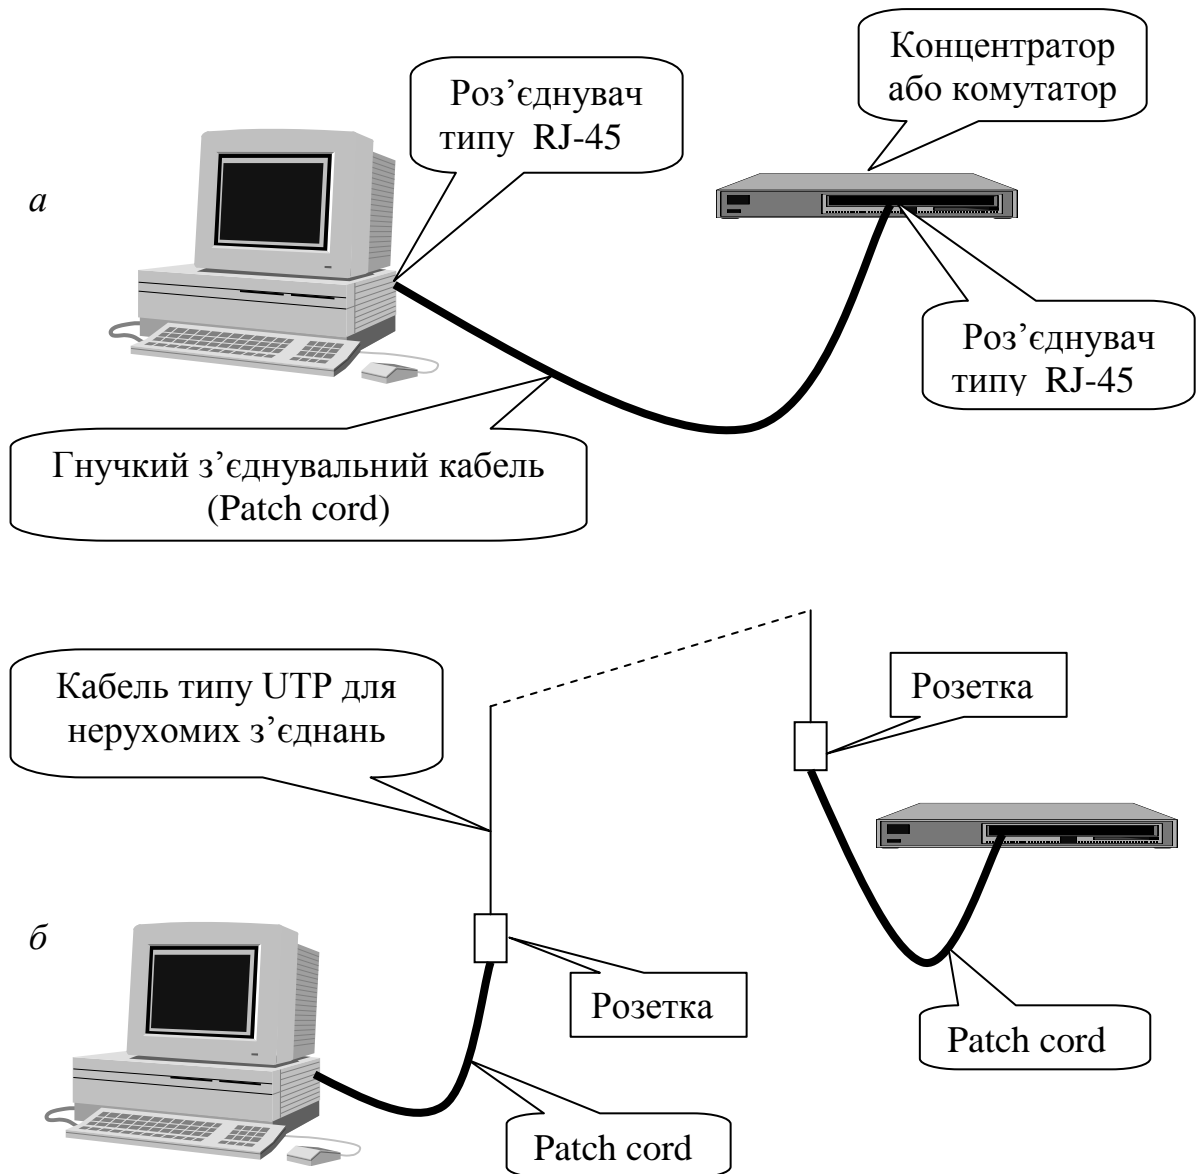 Концентратор
або комутатор
Роз’єднувач
типу RJ-45
а
Роз’єднувач
типу RJ-45
Гнучкий з’єднувальний кабель
(Patch cord)
Кабель типу UTP для
нерухомих з’єднань
Розетка
б
Розетка
Patch cord
Patch cord